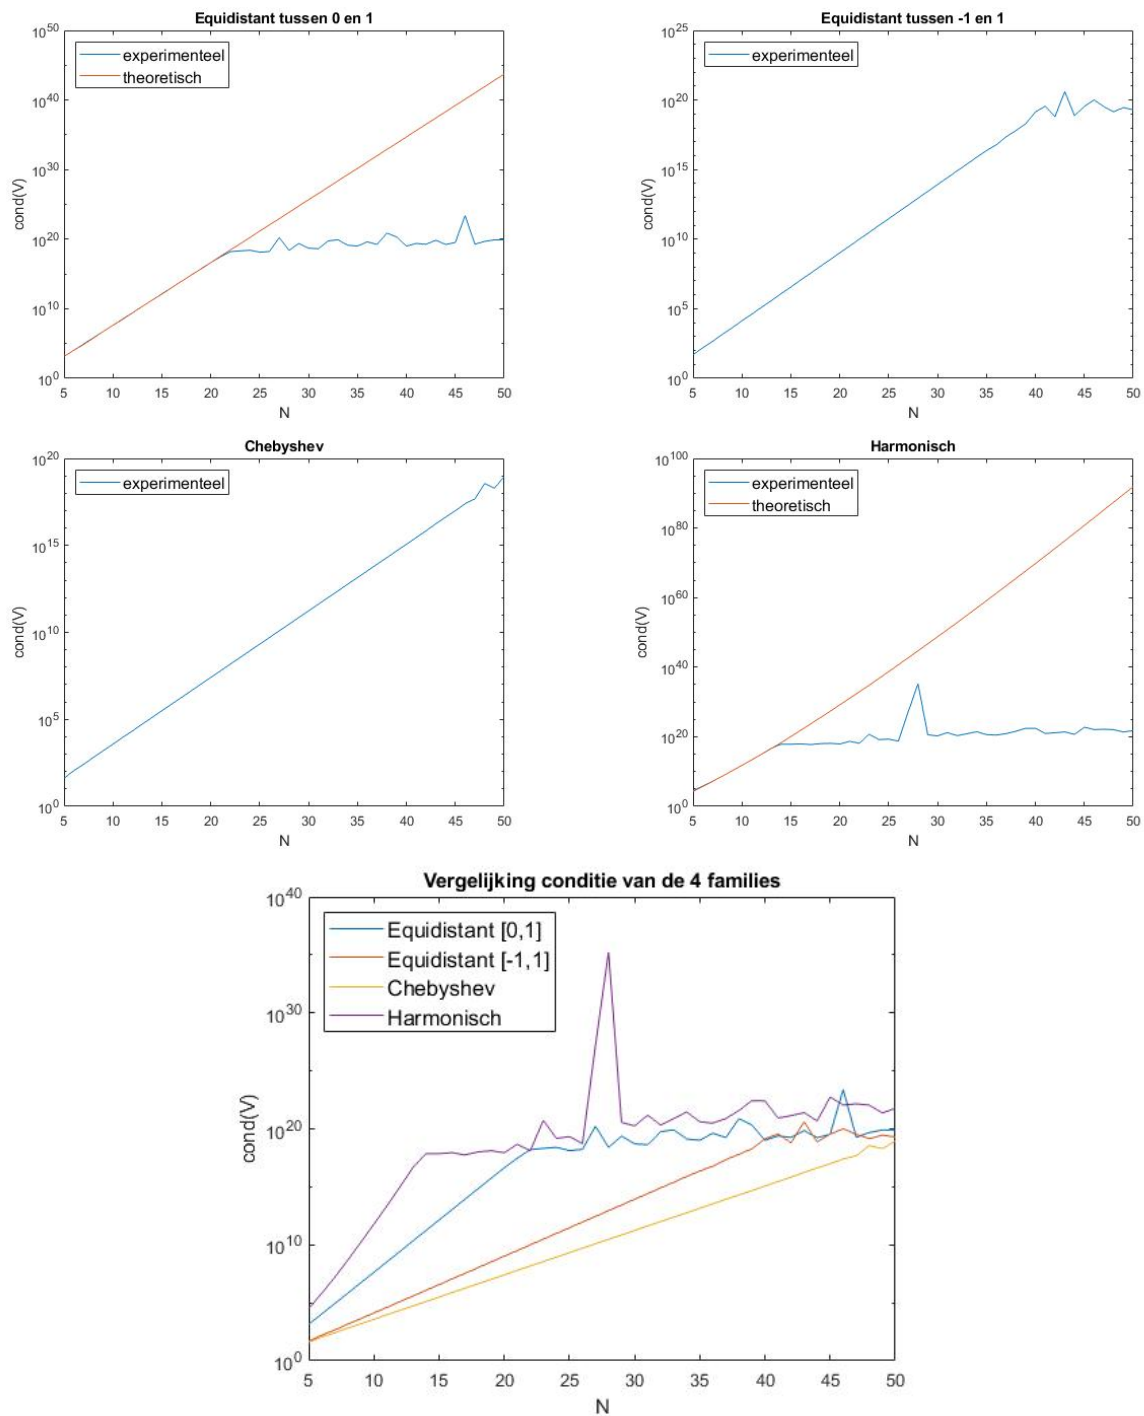 Equidistant tussen 0 en 1
10^50
10^40
10^30
10^20
10^10
10^0
cond(V)
experimenteel
theoretisch
5 10 15 20 25 30 35 40 45 50
N
Equidistant tussen -1 en 1
10^25
10^20
10^15
10^10
10^5
10^0
cond(V)
experimenteel
5 10 15 20 25 30 35 40 45 50
N
Chebyshev
10^20
10^15
10^10
10^5
10^0
cond(V)
experimenteel
5 10 15 20 25 30 35 40 45 50
N
Harmonisch
10^100
10^80
10^60
10^40
10^20
10^0
cond(V)
experimenteel
theoretisch
5 10 15 20 25 30 35 40 45 50
N
Vergelijking conditie van de 4 families
10^40
10^30
10^20
10^10
10^0
cond(V)
Equidistant [0,1]
Equidistant [-1,1]
Chebyshev
Harmonisch
5 10 15 20 25 30 35 40 45 50
N